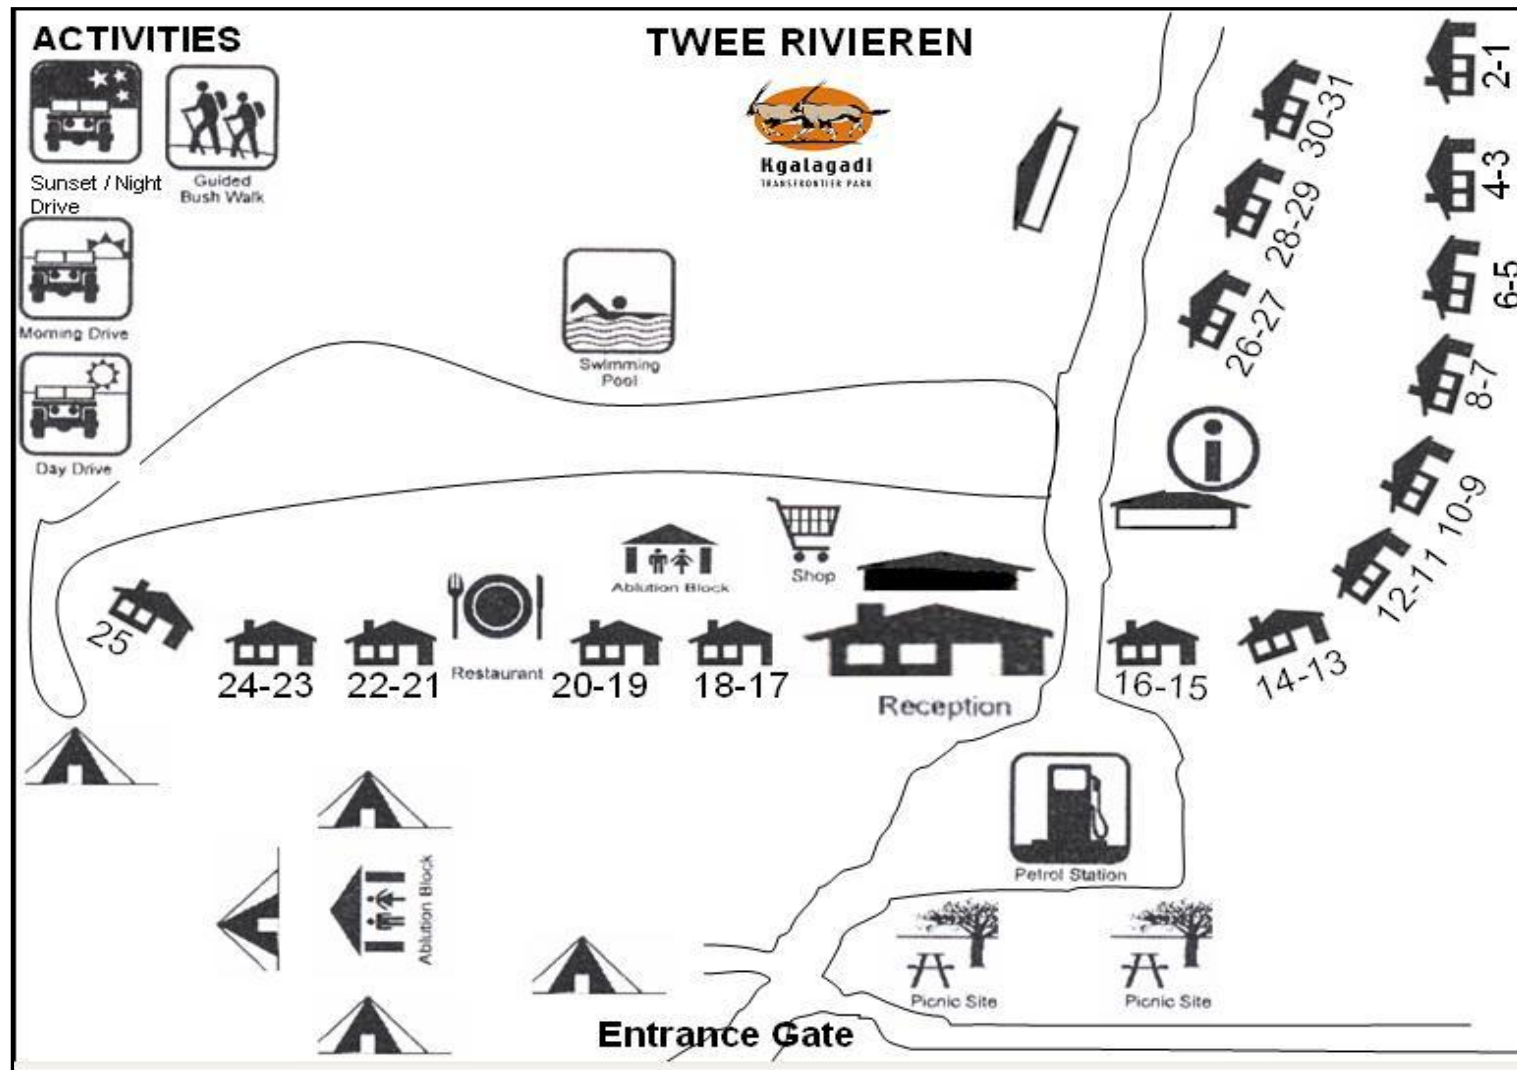 ACTIVITIES
TWEE RIVIEREN
Kgalagadi
TRANSFRONTIER PARK
Sunset / Night
Drive
Guided
Bush Walk
Morning Drive
Day Drive
Swimming
Pool
30-31
28-29
26-27
2-1
4-3
6-5
8-7
10-9
12-11
14-13
16-15
Shop
Ablution Block
Restaurant
25
24-23
22-21
20-19
18-17
Reception
Petrol Station
Ablution Block
Picnic Site
Picnic Site
Entrance Gate